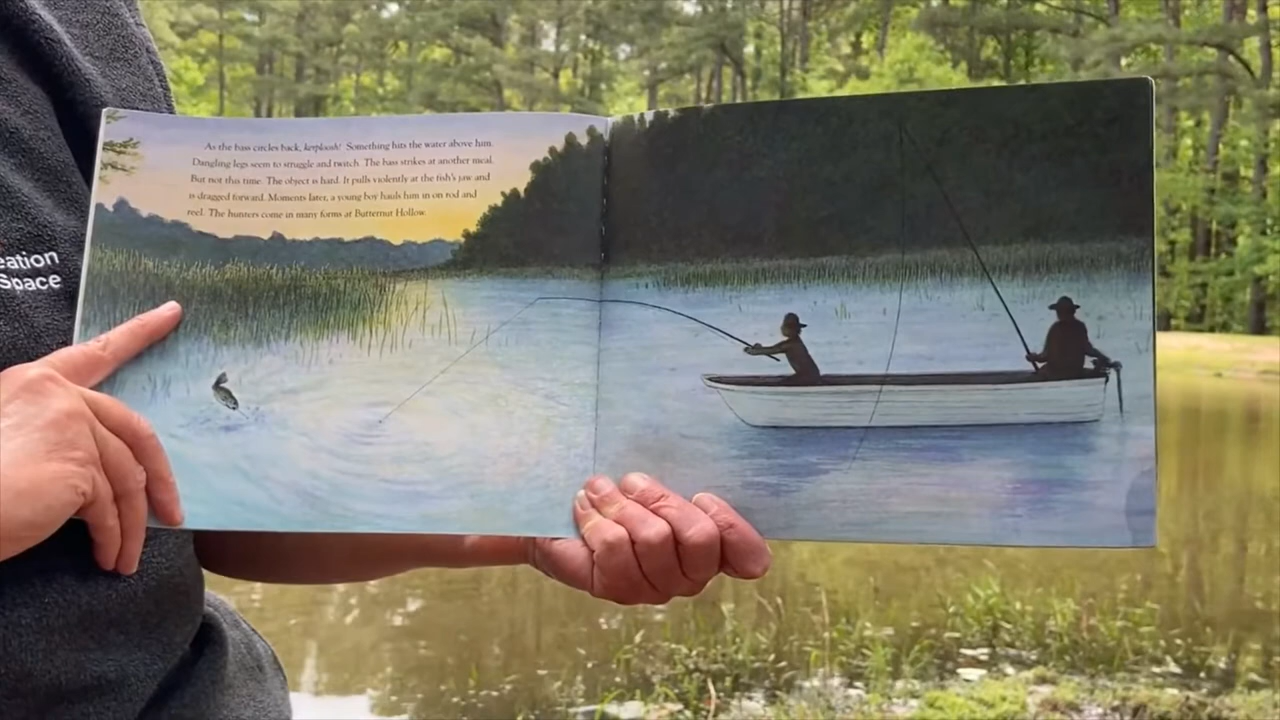 As the bass circles back, kerploosh! Something hits the water above him.
Dangling legs seem to struggle and twitch. The bass strikes at another meal.
But not this time. The object is hard. It pulls violently at the fish's jaw and
is dragged forward. Moments later, a young boy hauls him in on rod and
reel. The hunters come in many forms at Butternut Hollow.
eation
Space